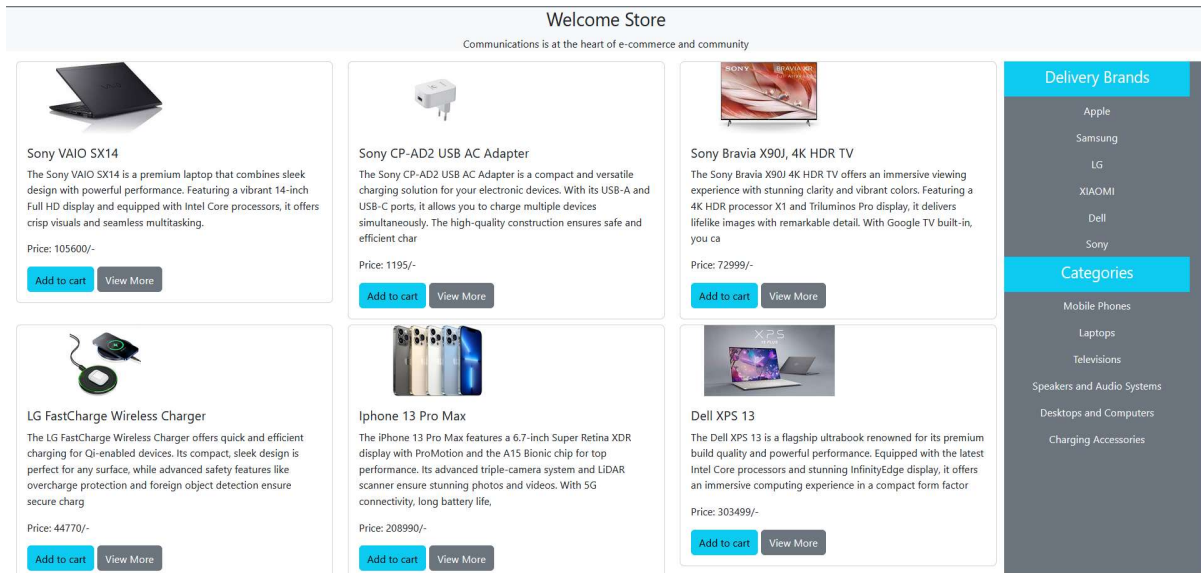 Welcome Store
Communications is at the heart of e-commerce and community
SONY BRAVIA XR
Sony VAIO SX14
The Sony VAIO SX14 is a premium laptop that combines sleek
design with powerful performance. Featuring a vibrant 14-inch
Full HD display and equipped with Intel Core processors, it offers
crisp visuals and seamless multitasking.
Price: 105600/-
Add to cart
View More
Sony CP-AD2 USB AC Adapter
The Sony CP-AD2 USB AC Adapter is a compact and versatile
charging solution for your electronic devices. With its USB-A and
USB-C ports, it allows you to charge multiple devices
simultaneously. The high-quality construction ensures safe and
efficient char
Price: 1195/-
Add to cart
View More
Sony Bravia X90J, 4K HDR TV
The Sony Bravia X90J 4K HDR TV offers an immersive viewing
experience with stunning clarity and vibrant colors. Featuring a
4K HDR processor X1 and Triluminos Pro display, it delivers
lifelike images with remarkable detail. With Google TV built-in,
you ca
Price: 72999/-
Add to cart
View More
LG FastCharge Wireless Charger
The LG FastCharge Wireless Charger offers quick and efficient
charging for Qi-enabled devices. Its compact, sleek design is
perfect for any surface, while advanced safety features like
overcharge protection and foreign object detection ensure
secure charg
Price: 44770/-
Add to cart
View More
Iphone 13 Pro Max
The iPhone 13 Pro Max features a 6.7-inch Super Retina XDR
display with ProMotion and the A15 Bionic chip for top
performance. Its advanced triple-camera system and LiDAR
scanner ensure stunning photos and videos. With 5G
connectivity, long battery life,
Price: 208990/-
Add to cart
View More
XPS
Dell XPS 13
The Dell XPS 13 is a flagship ultrabook renowned for its premium
build quality and powerful performance. Equipped with the latest
Intel Core processors and stunning InfinityEdge display, it offers
an immersive computing experience in a compact form factor
Price: 303499/-
Add to cart
View More
Delivery Brands
Apple
Samsung
LG
XIAOMI
Dell
Sony
Categories
Mobile Phones
Laptops
Televisions
Speakers and Audio Systems
Desktops and Computers
Charging Accessories